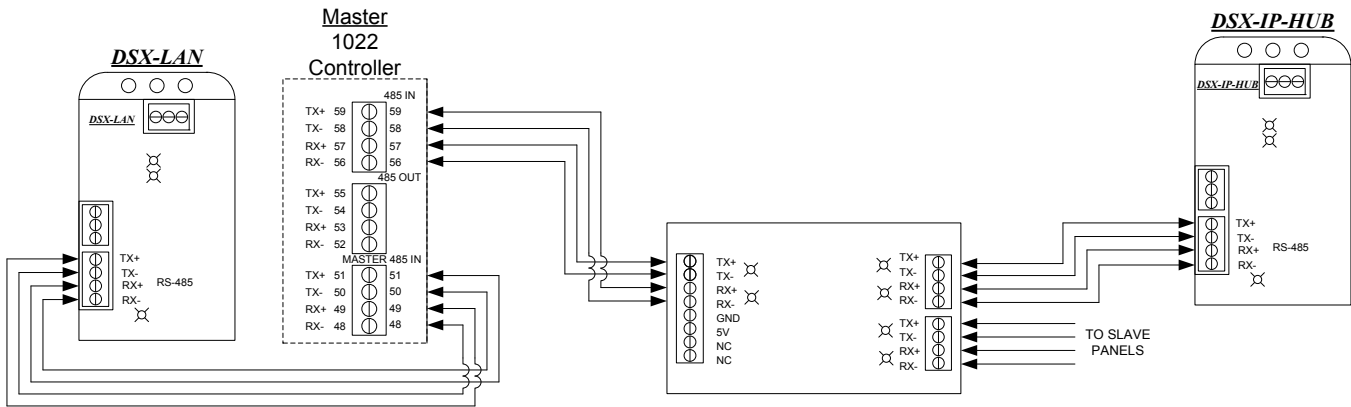 DSX-LAN
DSX-LAN
TX+
TX-
RX+
RX-
RS-485
Master
1022
Controller
485 IN
TX+ 59 59
TX- 58 58
RX+ 57 57
RX- 56 56
485 OUT
TX+ 55
TX- 54
RX+ 53
RX- 52
MASTER 485 IN
TX+ 51 51
TX- 50 50
RX+ 49 49
RX- 48 48
TX+
TX-
RX+
RX-
GND
5V
NC
NC
TX+
TX-
RX+
RX-
TX+
TX-
RX+
RX-
TO SLAVE
PANELS
DSX-IP-HUB
DSX-IP-HUB
TX+
TX-
RX+
RX-
RS-485